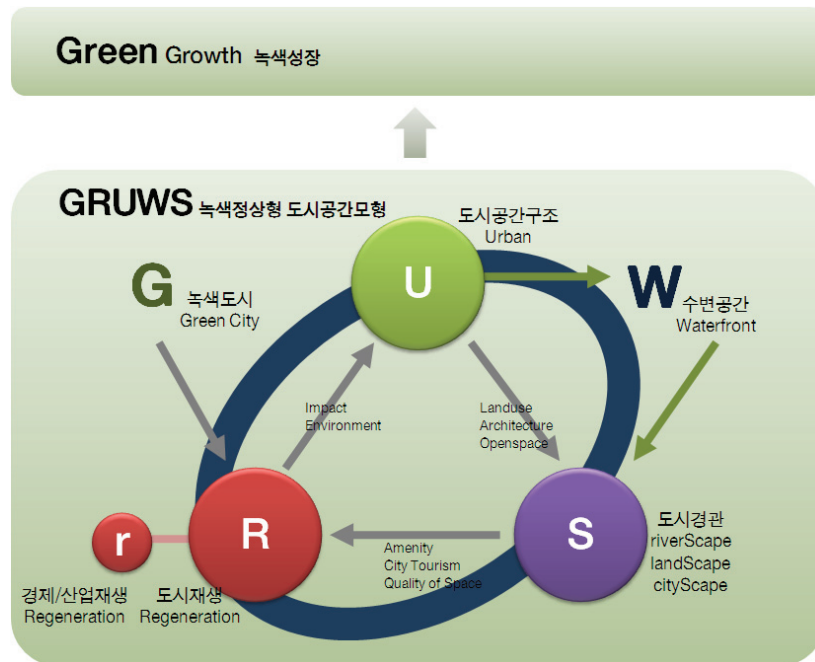 Green Growth 녹색성장
GRUWS 녹색정상형 도시공간모형
U
도시공간구조
Urban
G
녹색도시
Green City
W
수변공간
Waterfront
Impact
Environment
Landuse
Architecture
Openspace
R
r
S
Amenity
City Tourism
Quality of Space
도시경관
riverScape
landScape
cityScape
경제/산업재생
Regeneration
도시재생
Regeneration